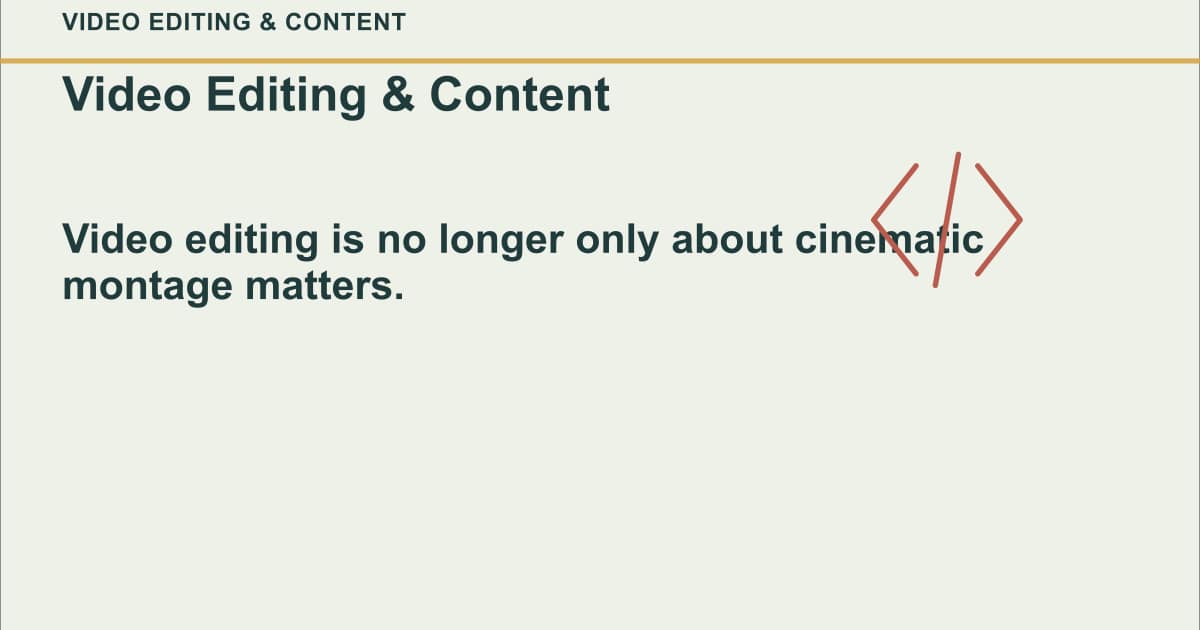 VIDEO EDITING & CONTENT
Video Editing & Content
Video editing is no longer only about cinematic
montage matters.